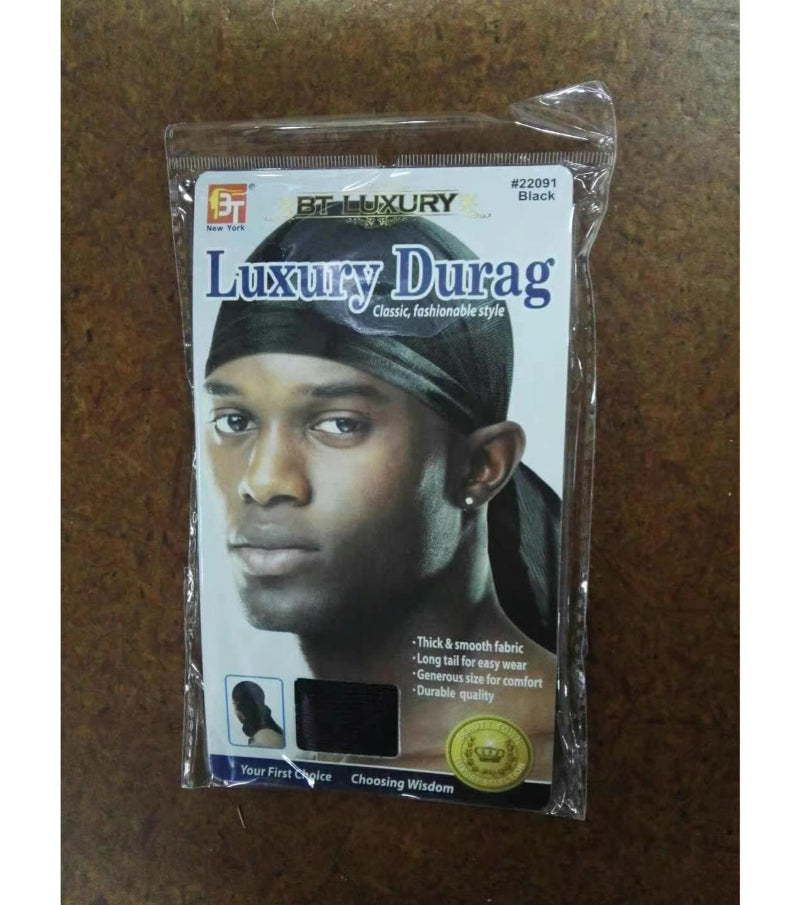 BT
New York
BT LUXURY
#22091
Black
Luxury Durag
Classic, fashionable style
·Thick & smooth fabric
·Long tail for easy wear
·Generous size for comfort
·Durable quality
Your First Choice Choosing Wisdom